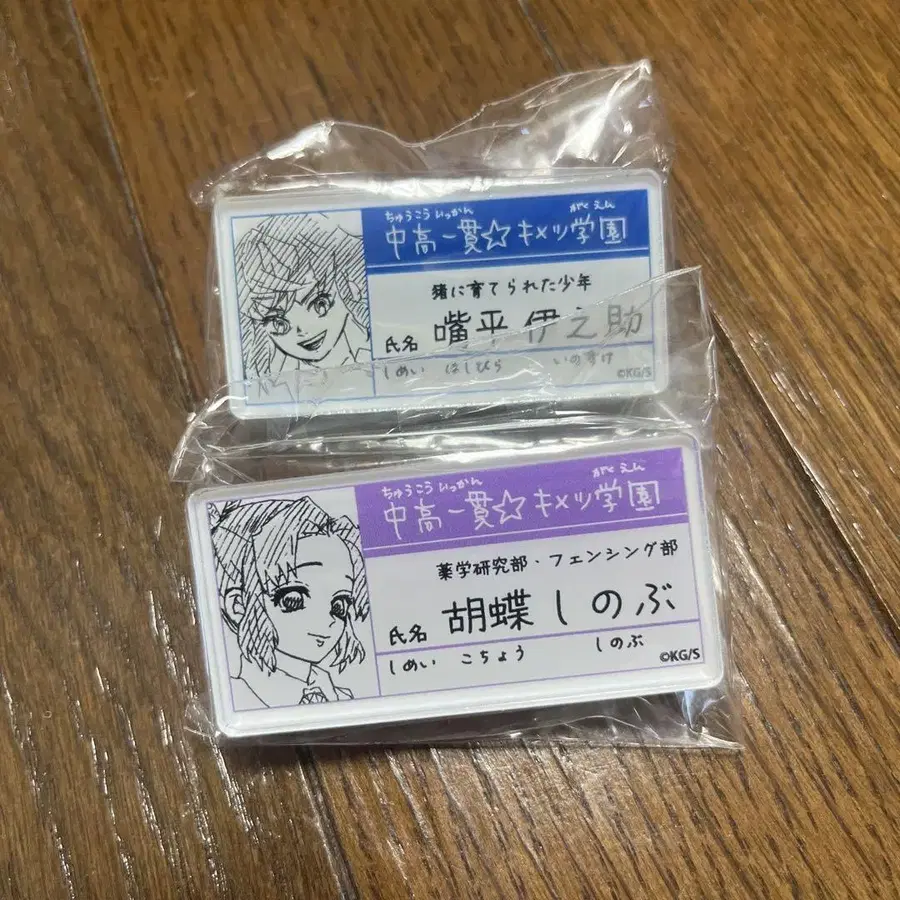 ちゅうこういっかん がくえん
中高一貫☆キメツ学園
猪に育てられた少年
氏名 嘴平 伊之助
しめい はしびら いのすけ
©KG/S
ちゅうこういっかん がくえん
中高一貫☆キメツ学園
薬学研究部・フェンシング部
氏名 胡蝶 しのぶ
しめい こちょう しのぶ
©KG/S